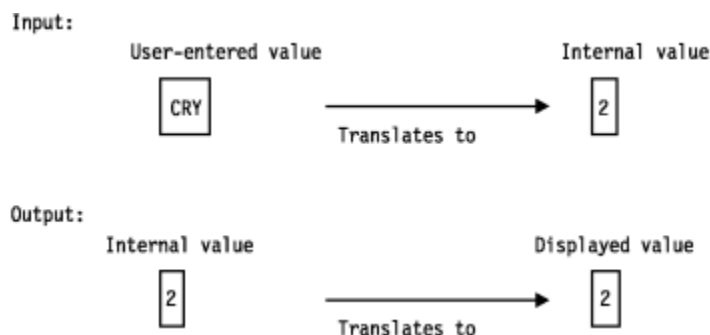 Input:
User-entered value Internal value
CRY 2
Translates to
Output:
Internal value Displayed value
2 2
Translates to